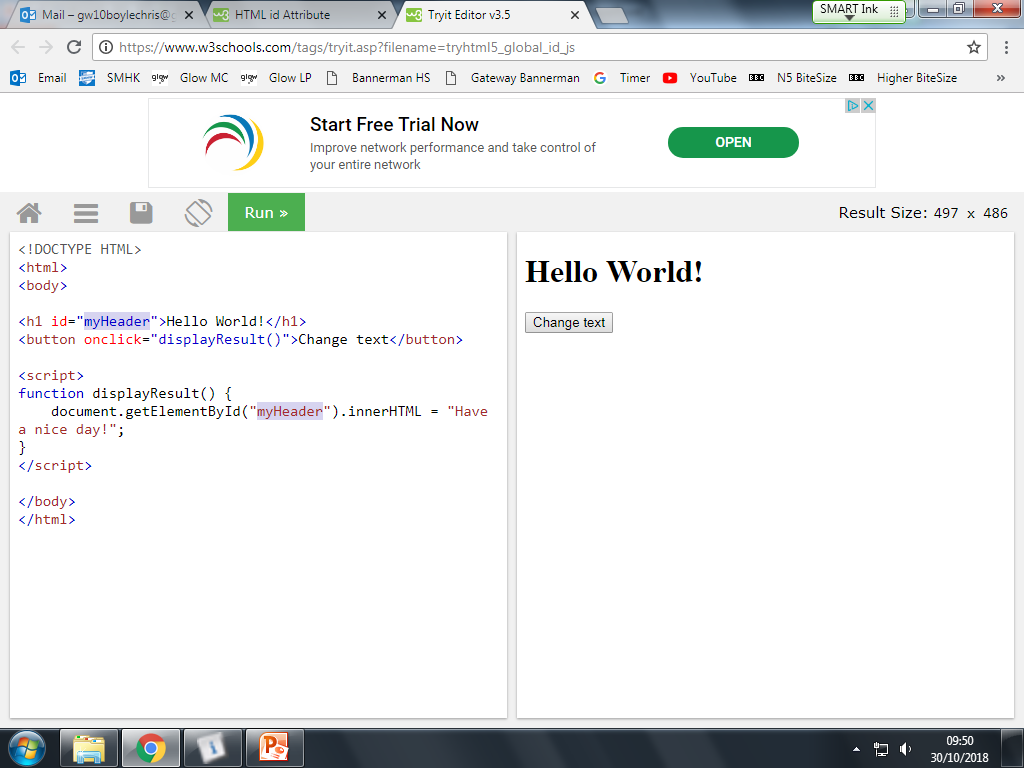 Mail – gw10boylechris@g
HTML id Attribute
Tryit Editor v3.5
SMART Ink
https://www.w3schools.com/tags/tryit.asp?filename=tryhtml5_global_id_js
Email SMHK glow Glow MC glow Glow LP Bannerman HS Gateway Bannerman Timer YouTube BBC N5 BiteSize BBC Higher BiteSize »
Start Free Trial Now
Improve network performance and take control of
your entire network
OPEN
Run »
Result Size: 497 x 486
<!DOCTYPE HTML>
<html>
<body>
<h1 id="myHeader">Hello World!</h1>
<button onclick="displayResult()">Change text</button>
<script>
function displayResult() {
    document.getElementById("myHeader").innerHTML = "Have
a nice day!";
}
</script>
</body>
</html>
Hello World!
Change text
09:50
30/10/2018